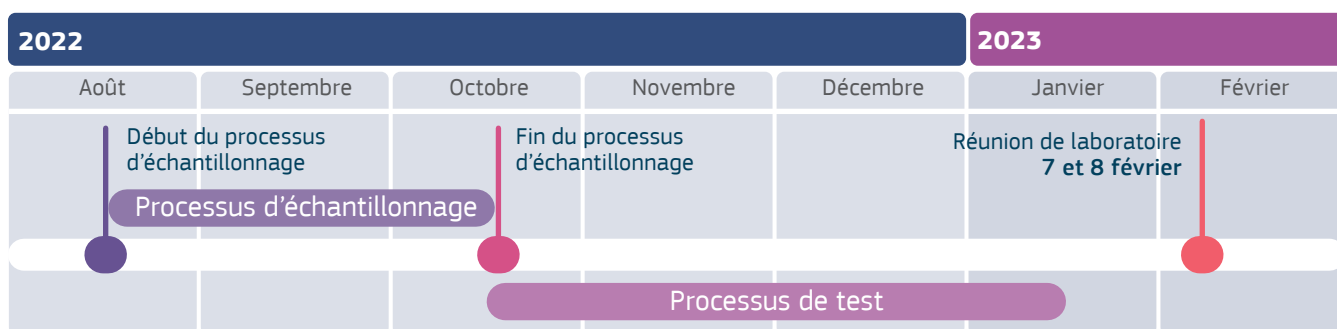 2022
2023
Août
Septembre
Octobre
Novembre
Décembre
Janvier
Février
Début du processus
d'échantillonnage
Fin du processus
d'échantillonnage
Réunion de laboratoire
7 et 8 février
Processus d'échantillonnage
Processus de test